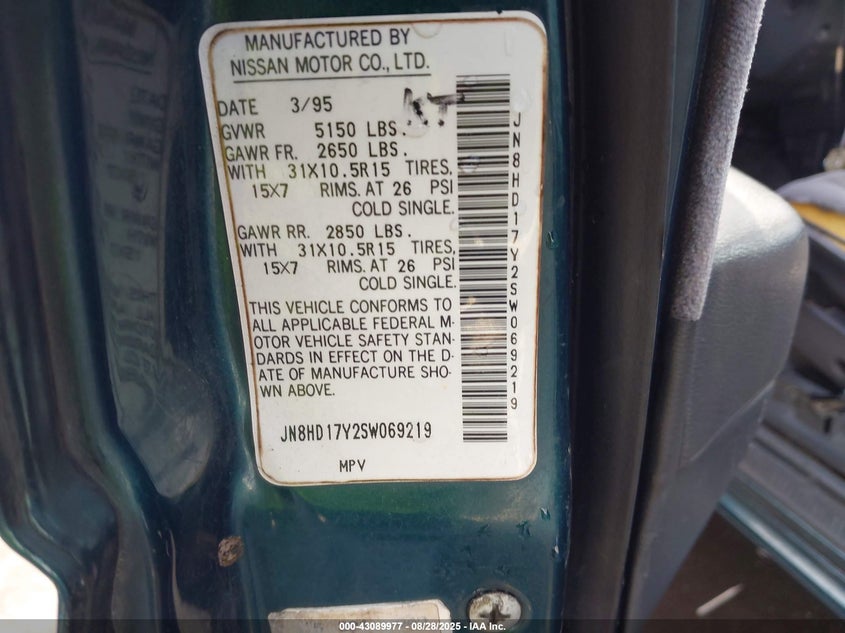 MANUFACTURED BY
NISSAN MOTOR CO., LTD.
DATE 3/95
KT
GVWR 5150 LBS.
GAWR FR. 2650 LBS.
WITH 31X10.5R15 TIRES,
15X7 RIMS. AT 26 PSI
COLD SINGLE.
GAWR RR. 2850 LBS.
WITH 31X10.5R15 TIRES,
15X7 RIMS. AT 26 PSI
COLD SINGLE.
THIS VEHICLE CONFORMS TO
ALL APPLICABLE FEDERAL M-
OTOR VEHICLE SAFETY STAN-
DARDS IN EFFECT ON THE D-
ATE OF MANUFACTURE SHO-
WN ABOVE.
JN8HD17Y2SW069219
MPV
JN8HD17Y2SW069219
000-43089977 - 08/28/2025 - IAA Inc.